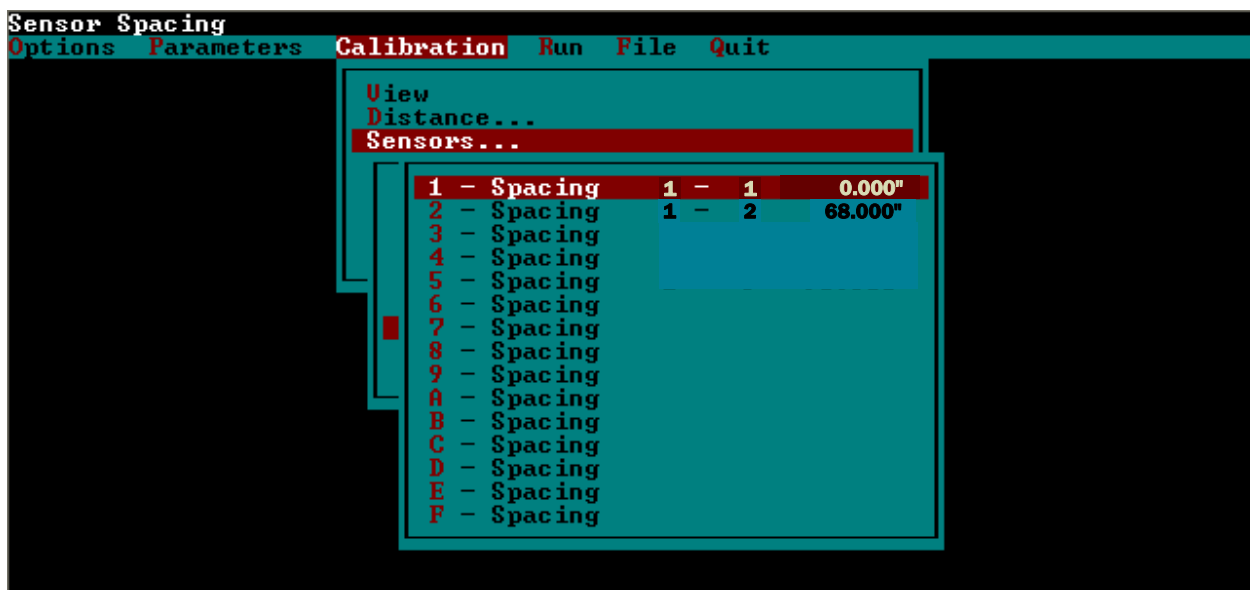 Sensor Spacing
Options Parameters Calibration Run File Quit
View
Distance...
Sensors...
1 - Spacing 1 - 1 0.000"
2 - Spacing 1 - 2 68.000"
3 - Spacing
4 - Spacing
5 - Spacing
6 - Spacing
7 - Spacing
8 - Spacing
9 - Spacing
A - Spacing
B - Spacing
C - Spacing
D - Spacing
E - Spacing
F - Spacing